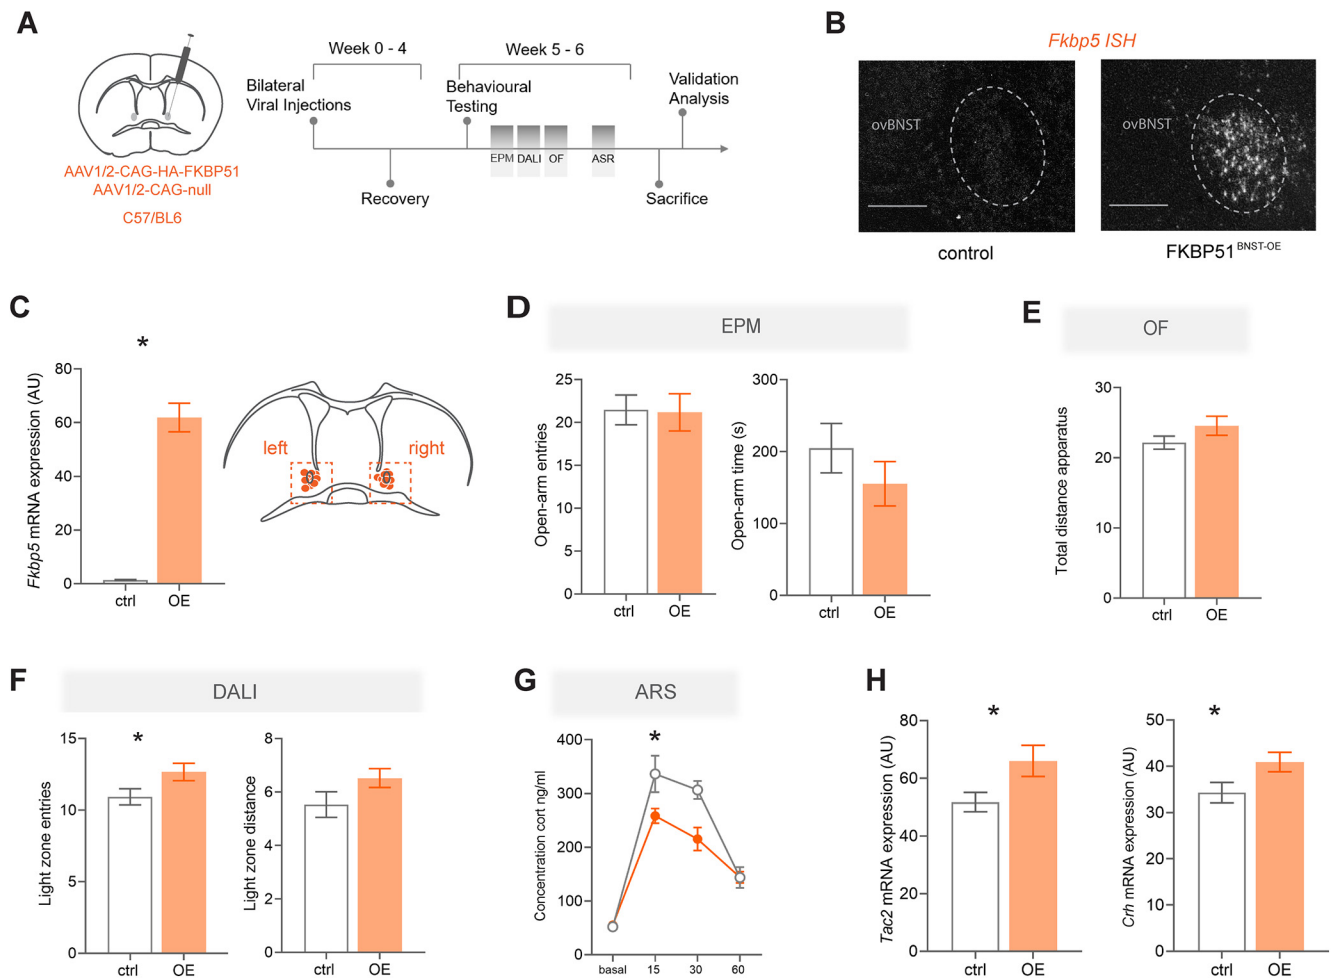 A
Week 0 - 4
Week 5 - 6
Bilateral
Viral Injections
Behavioural
Testing
Validation
Analysis
EPM
DALI
OF
ASR
Recovery
Sacrifice
AAV1/2-CAG-HA-FKBP51
AAV1/2-CAG-null
C57/BL6
B
Fkbp5 ISH
ovBNST
ovBNST
control
FKBP51 BNST-OE
C
*
Fkbp5 mRNA expression (AU)
80
60
40
20
0
ctrl
OE
left
right
D
EPM
Open-arm entries
25
20
15
10
5
0
ctrl
OE
Open-arm time (s)
300
200
100
0
ctrl
OE
E
OF
Total distance apparatus
30
20
10
0
ctrl
OE
F
DALI
*
Light zone entries
15
10
5
0
ctrl
OE
Light zone distance
8
6
4
2
0
ctrl
OE
G
ARS
*
Concentration cort ng/ml
400
300
200
100
0
basal
15
30
60
H
*
Tac2 mRNA expression (AU)
80
60
40
20
0
ctrl
OE
*
Crh mRNA expression (AU)
50
40
30
20
10
0
ctrl
OE